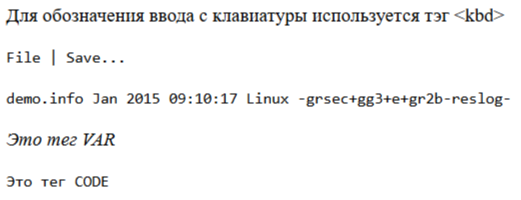 Для обозначения ввода с клавиатуры используется тэг <kbd>
File | Save...
demo.info Jan 2015 09:10:17 Linux -grsec+gg3+e+gr2b-reslog-
Это тег VAR
Это тег CODE